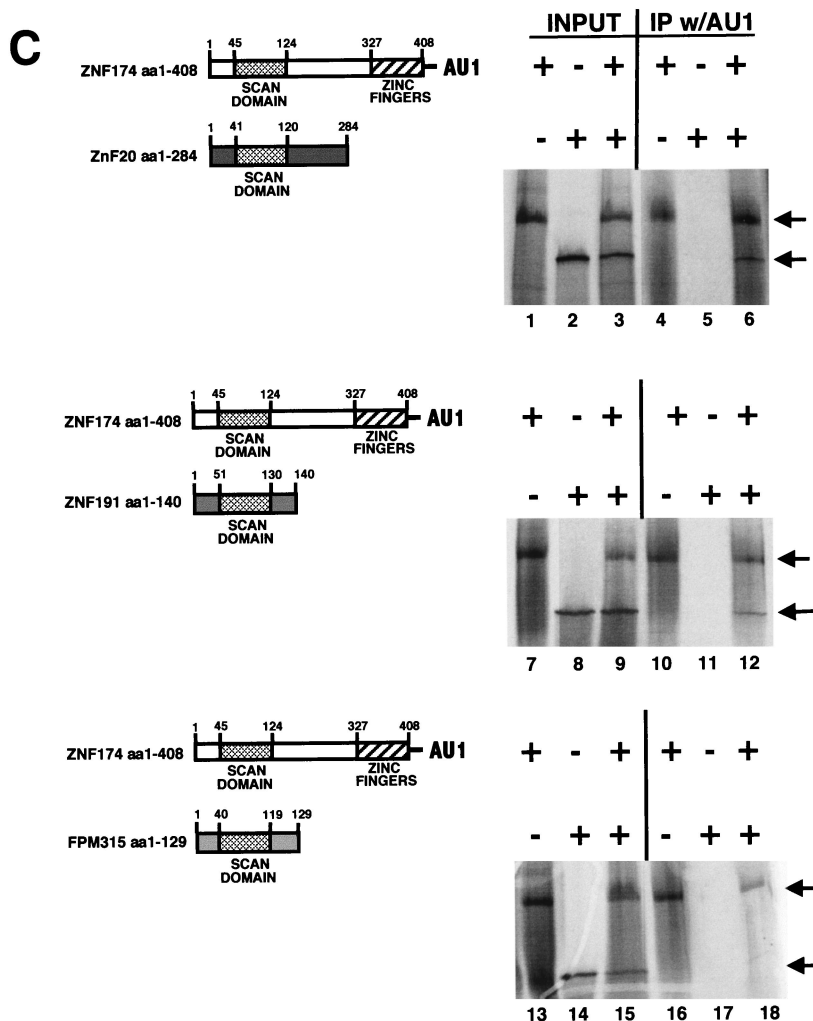 C
INPUT IP w/AU1
1 45 124 327 408
ZNF174 aa1-408 AU1
SCAN DOMAIN ZINC FINGERS
+ - + + - +
1 41 120 284
ZnF20 aa1-284
SCAN DOMAIN
- + + - + +
1 2 3 4 5 6
1 45 124 327 408
ZNF174 aa1-408 AU1
SCAN DOMAIN ZINC FINGERS
+ - + + - +
1 51 130 140
ZNF191 aa1-140
SCAN DOMAIN
- + + - + +
7 8 9 10 11 12
1 45 124 327 408
ZNF174 aa1-408 AU1
SCAN DOMAIN ZINC FINGERS
+ - + + - +
1 40 119 129
FPM315 aa1-129
SCAN DOMAIN
- + + - + +
13 14 15 16 17 18